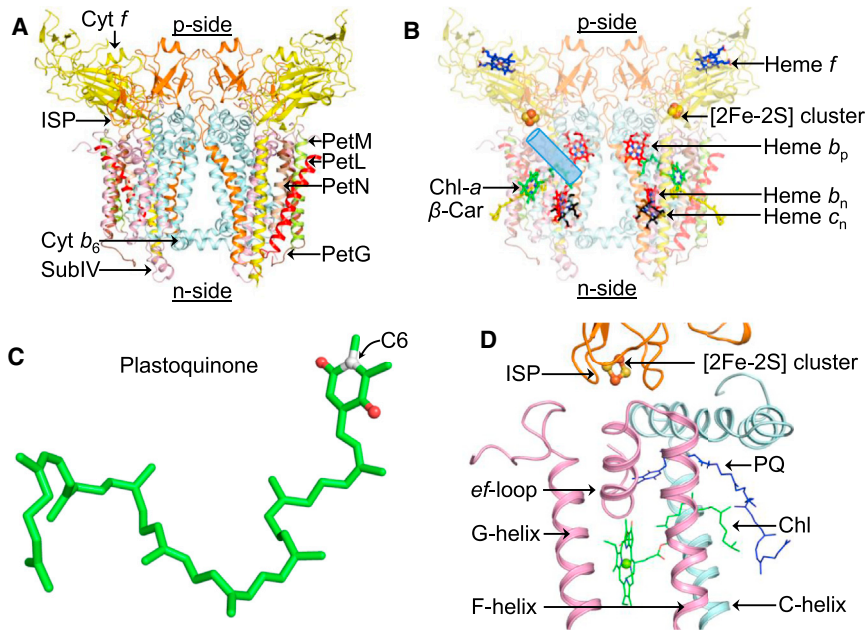 A
Cyt f
p-side
ISP
PetM
PetL
PetN
Cyt b6
SubIV
PetG
n-side
B
p-side
Heme f
[2Fe-2S] cluster
Heme bp
Chl-a
β-Car
Heme bn
Heme cn
n-side
C
Plastoquinone
C6
D
ISP
[2Fe-2S] cluster
ef-loop
PQ
G-helix
Chl
F-helix
C-helix